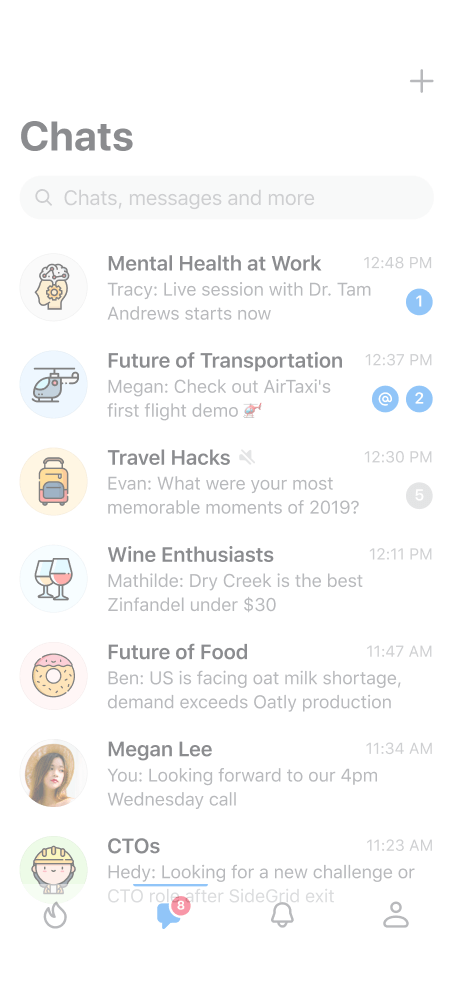 Chats
Chats, messages and more
Mental Health at Work 12:48 PM
Tracy: Live session with Dr. Tam
Andrews starts now 1
Future of Transportation 12:37 PM
Megan: Check out AirTaxi's
first flight demo 🚁 @ 2
Travel Hacks 12:30 PM
Evan: What were your most
memorable moments of 2019? 5
Wine Enthusiasts 12:11 PM
Mathilde: Dry Creek is the best
Zinfandel under $30
Future of Food 11:47 AM
Ben: US is facing oat milk shortage,
demand exceeds Oatly production
Megan Lee 11:34 AM
You: Looking forward to our 4pm
Wednesday call
CTOs 11:23 AM
Hedy: Looking for a new challenge or
CTO role after SideGrid exit
8